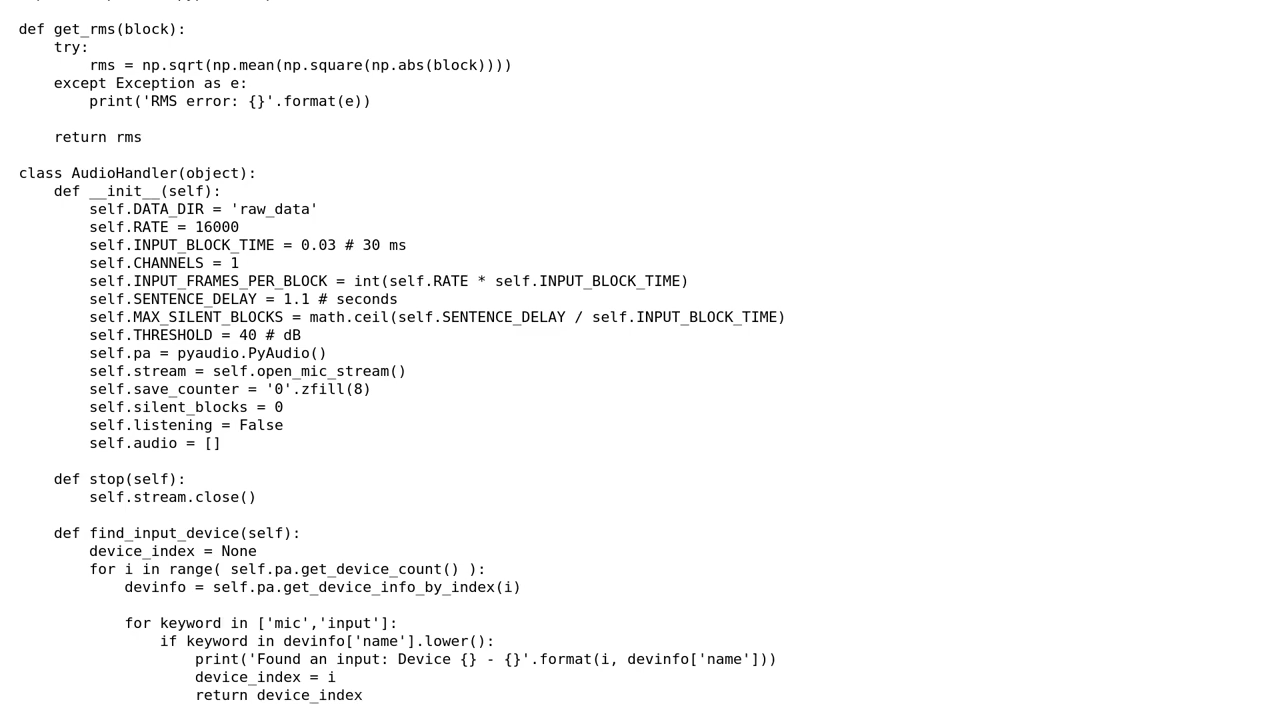 def get_rms(block):
    try:
        rms = np.sqrt(np.mean(np.square(np.abs(block))))
    except Exception as e:
        print('RMS error: {}'.format(e))

    return rms

class AudioHandler(object):
    def __init__(self):
        self.DATA_DIR = 'raw_data'
        self.RATE = 16000
        self.INPUT_BLOCK_TIME = 0.03 # 30 ms
        self.CHANNELS = 1
        self.INPUT_FRAMES_PER_BLOCK = int(self.RATE * self.INPUT_BLOCK_TIME)
        self.SENTENCE_DELAY = 1.1 # seconds
        self.MAX_SILENT_BLOCKS = math.ceil(self.SENTENCE_DELAY / self.INPUT_BLOCK_TIME)
        self.THRESHOLD = 40 # dB
        self.pa = pyaudio.PyAudio()
        self.stream = self.open_mic_stream()
        self.save_counter = '0'.zfill(8)
        self.silent_blocks = 0
        self.listening = False
        self.audio = []

    def stop(self):
        self.stream.close()

    def find_input_device(self):
        device_index = None
        for i in range( self.pa.get_device_count() ):
            devinfo = self.pa.get_device_info_by_index(i)

            for keyword in ['mic','input']:
                if keyword in devinfo['name'].lower():
                    print('Found an input: Device {} - {}'.format(i, devinfo['name']))
                    device_index = i
                    return device_index